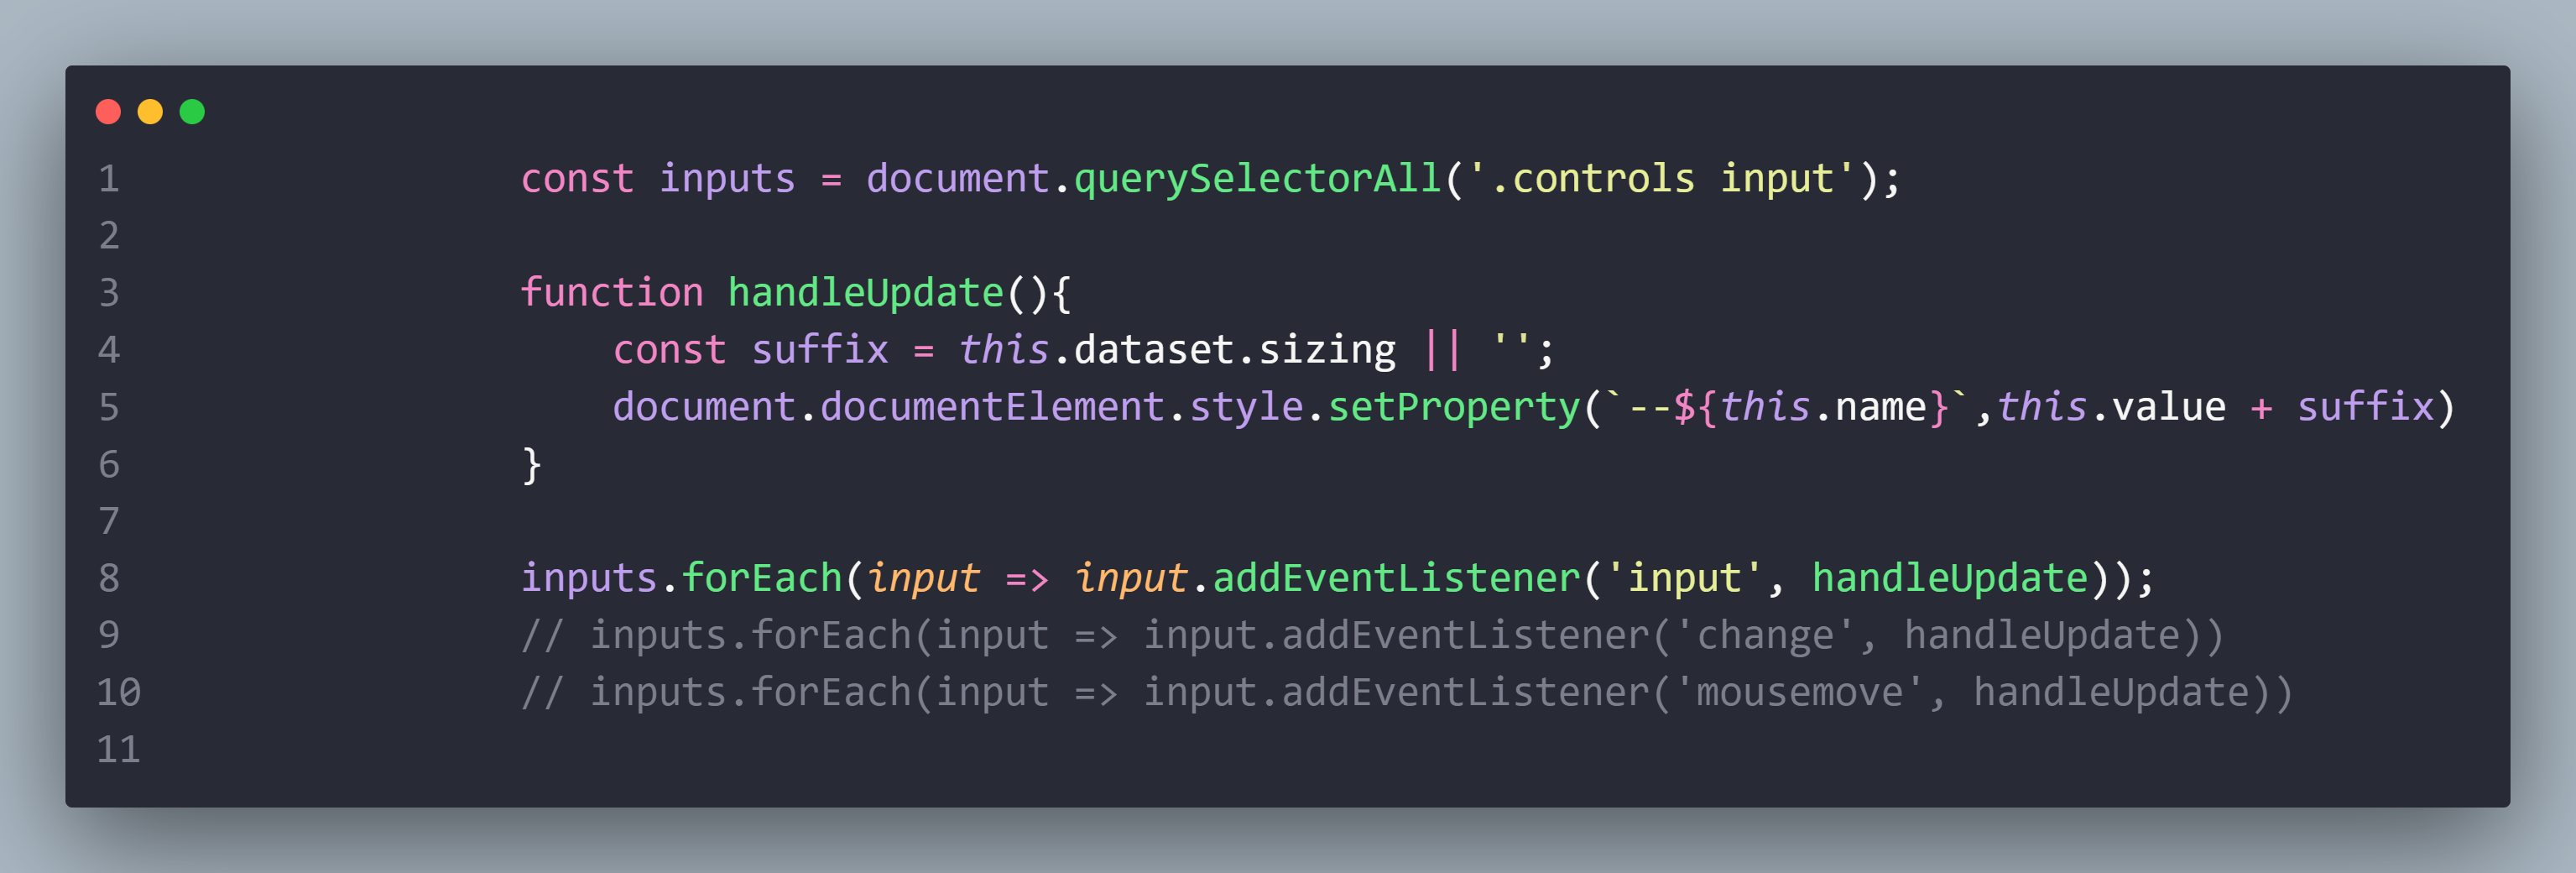 1 const inputs = document.querySelectorAll('.controls input');
2
3 function handleUpdate(){
4 const suffix = this.dataset.sizing || '';
5 document.documentElement.style.setProperty(`--${this.name}`,this.value + suffix)
6 }
7
8 inputs.forEach(input => input.addEventListener('input', handleUpdate));
9 // inputs.forEach(input => input.addEventListener('change', handleUpdate))
10 // inputs.forEach(input => input.addEventListener('mousemove', handleUpdate))
11